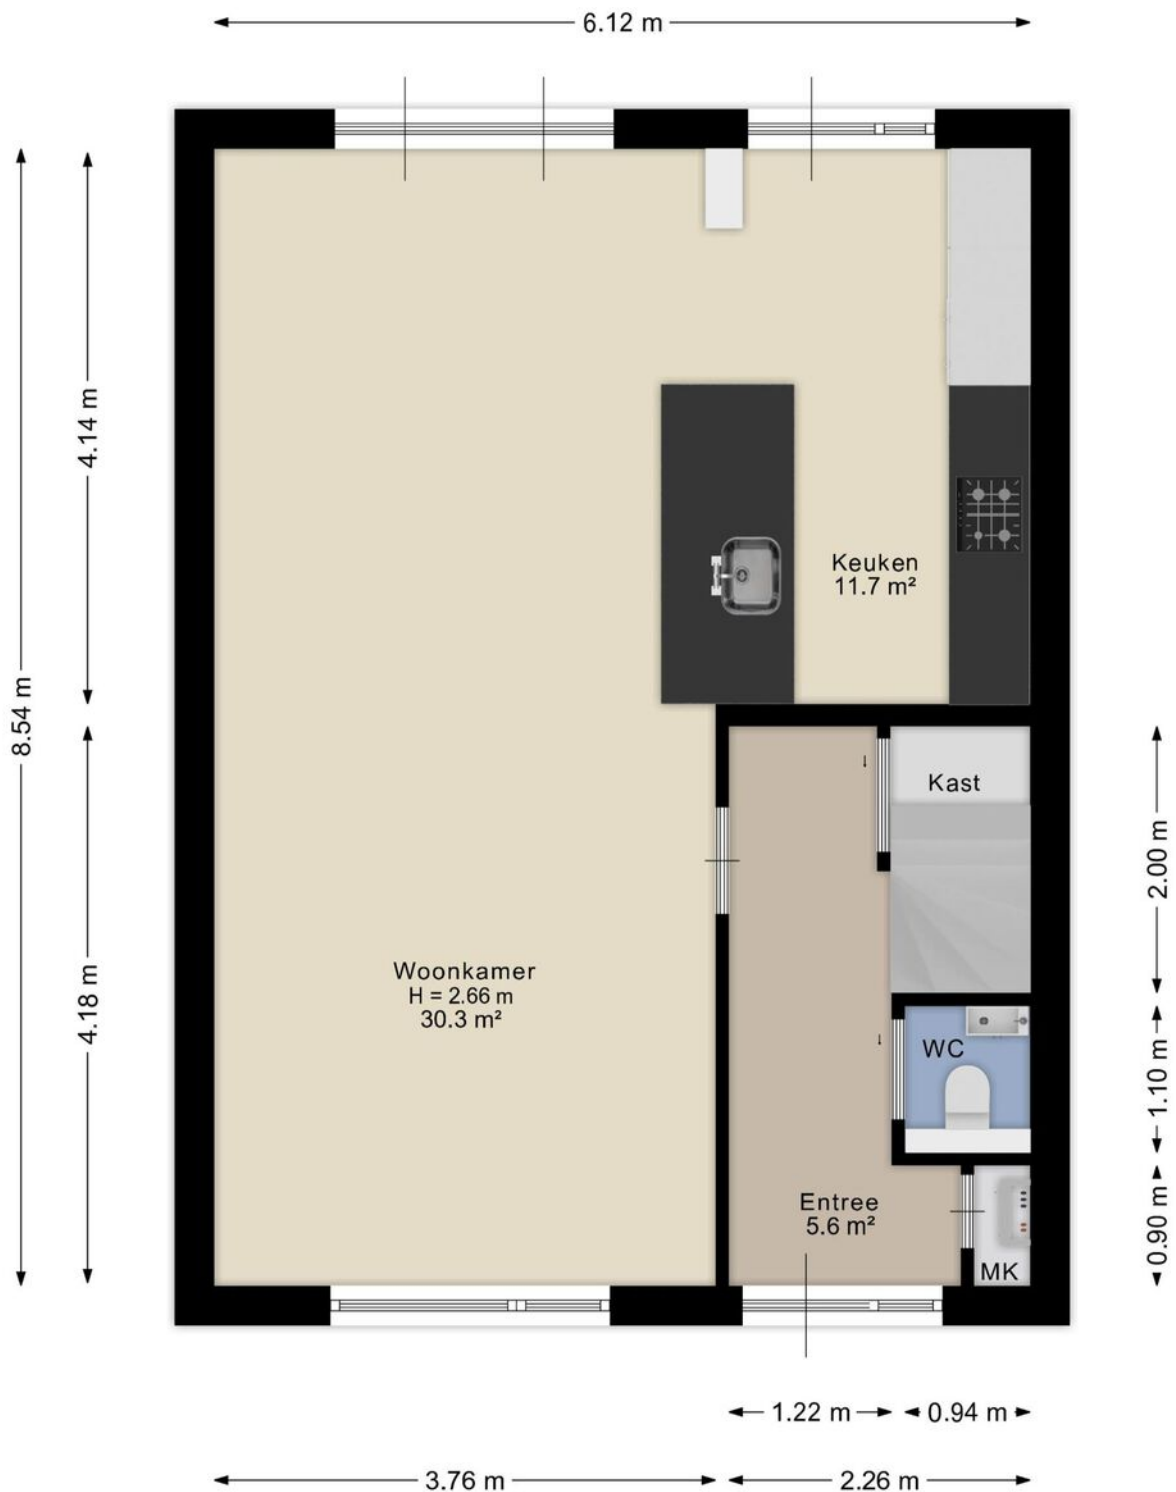 6.12 m
4.14 m
8.54 m
4.18 m
Keuken
11.7 m²
Kast
2.00 m
Woonkamer
H = 2.66 m
30.3 m²
WC
1.10 m
Entree
5.6 m²
MK
0.90 m
1.22 m
0.94 m
3.76 m
2.26 m